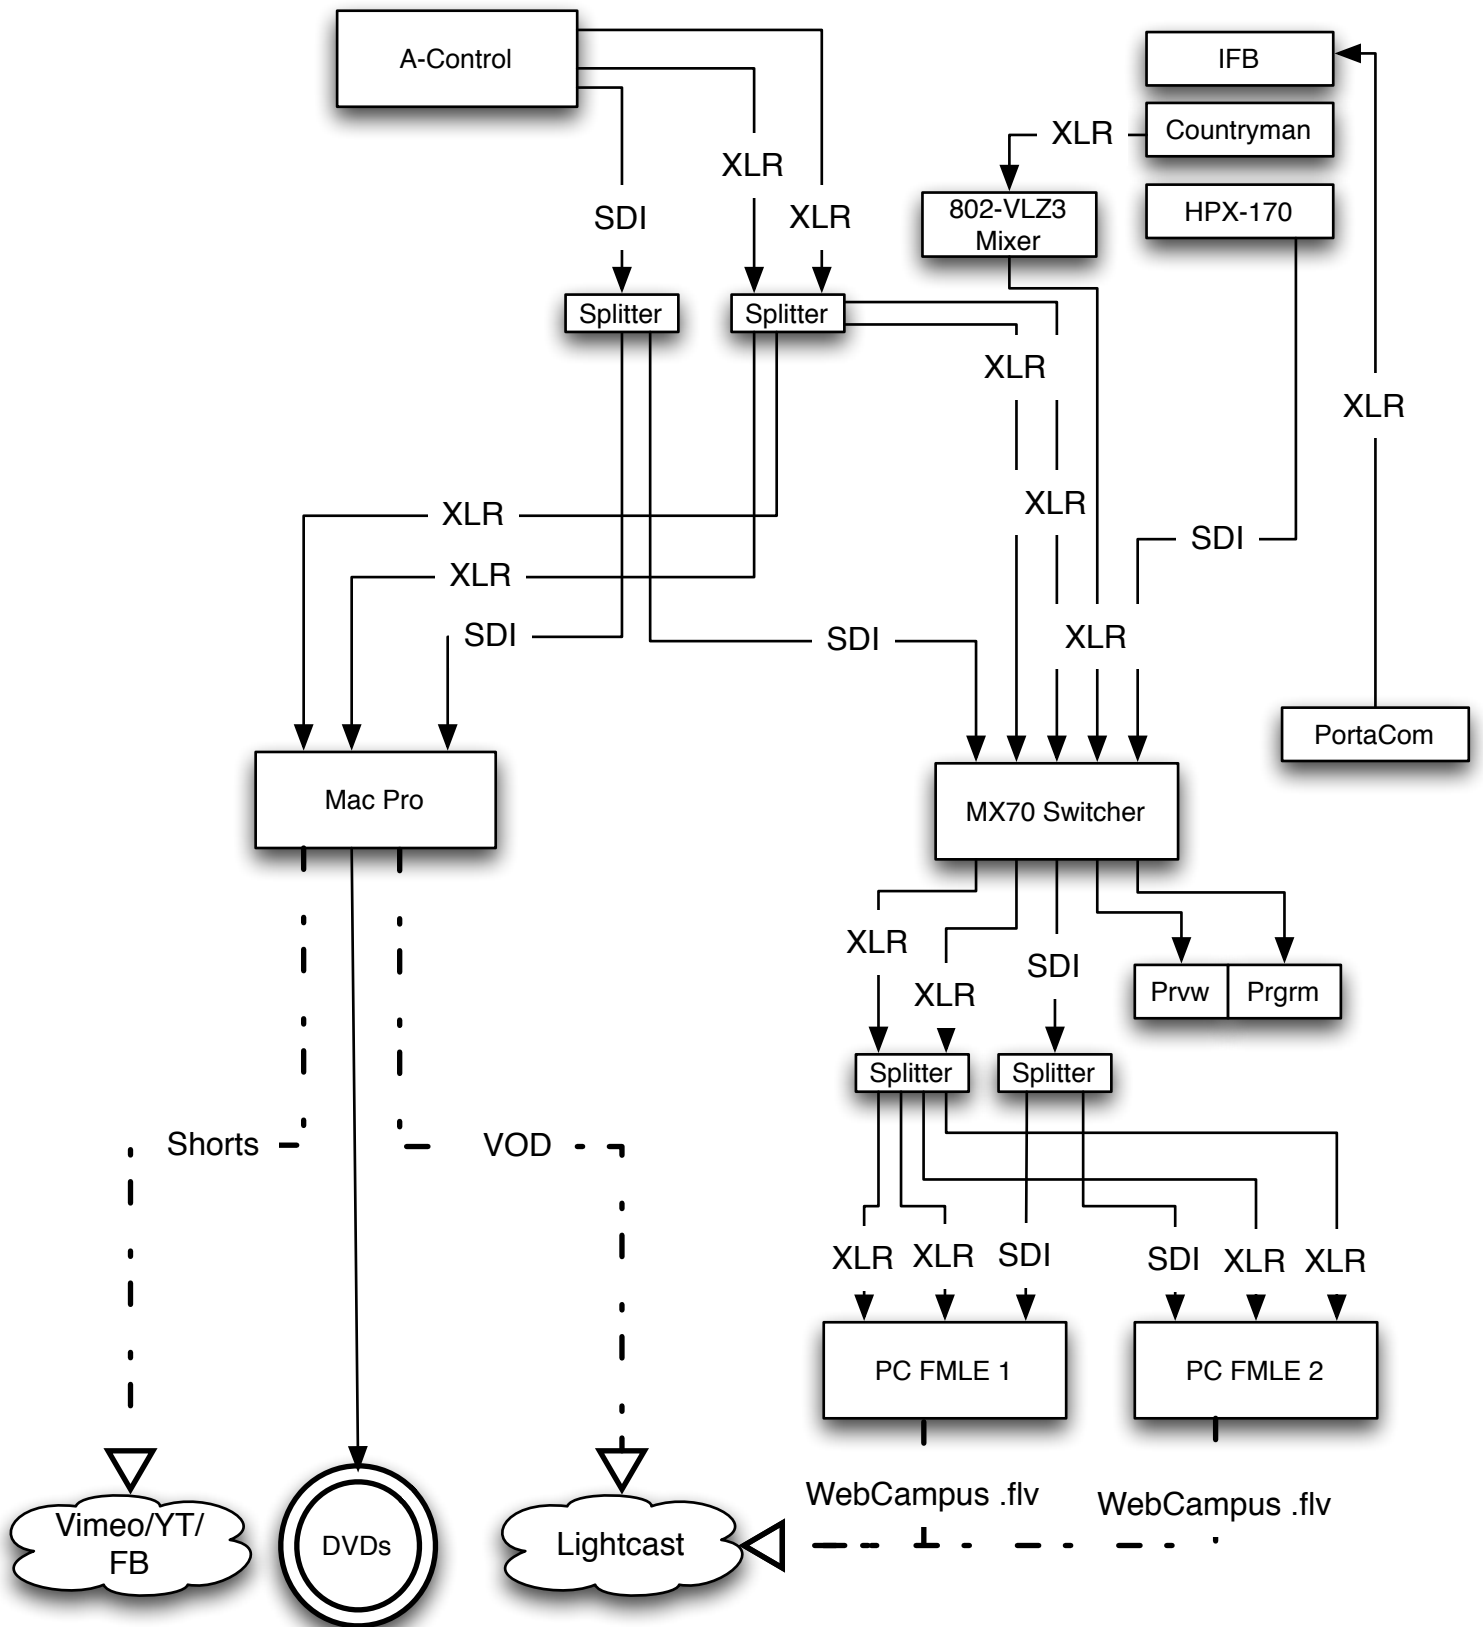 A-Control
IFB
Countryman
XLR
XLR
HPX-170
802-VLZ3
Mixer
SDI
XLR
Splitter
Splitter
XLR
XLR
XLR
XLR
SDI
XLR
SDI
SDI
XLR
PortaCom
Mac Pro
MX70 Switcher
XLR
SDI
XLR
Prvw
Prgrm
Splitter
Splitter
Shorts
VOD
XLR
XLR
SDI
SDI
XLR
XLR
PC FMLE 1
PC FMLE 2
WebCampus .flv
WebCampus .flv
Vimeo/YT/
FB
DVDs
Lightcast